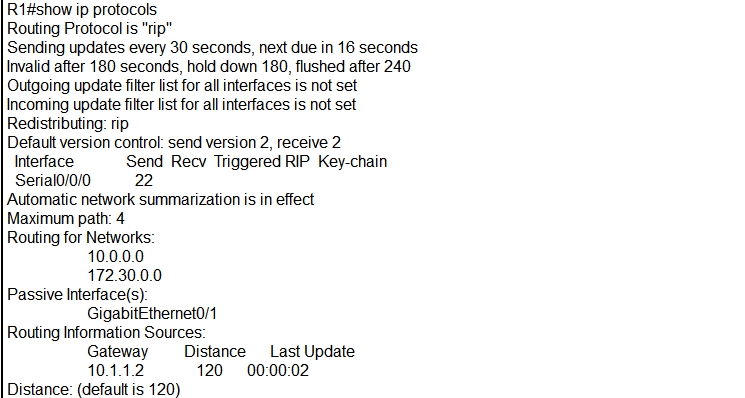 R1#show ip protocols
Routing Protocol is "rip"
Sending updates every 30 seconds, next due in 16 seconds
Invalid after 180 seconds, hold down 180, flushed after 240
Outgoing update filter list for all interfaces is not set
Incoming update filter list for all interfaces is not set
Redistributing: rip
Default version control: send version 2, receive 2
Interface Send Recv Triggered RIP Key-chain
Serial0/0/0 22
Automatic network summarization is in effect
Maximum path: 4
Routing for Networks:
10.0.0.0
172.30.0.0
Passive Interface(s):
GigabitEthernet0/1
Routing Information Sources:
Gateway Distance Last Update
10.1.1.2 120 00:00:02
Distance: (default is 120)